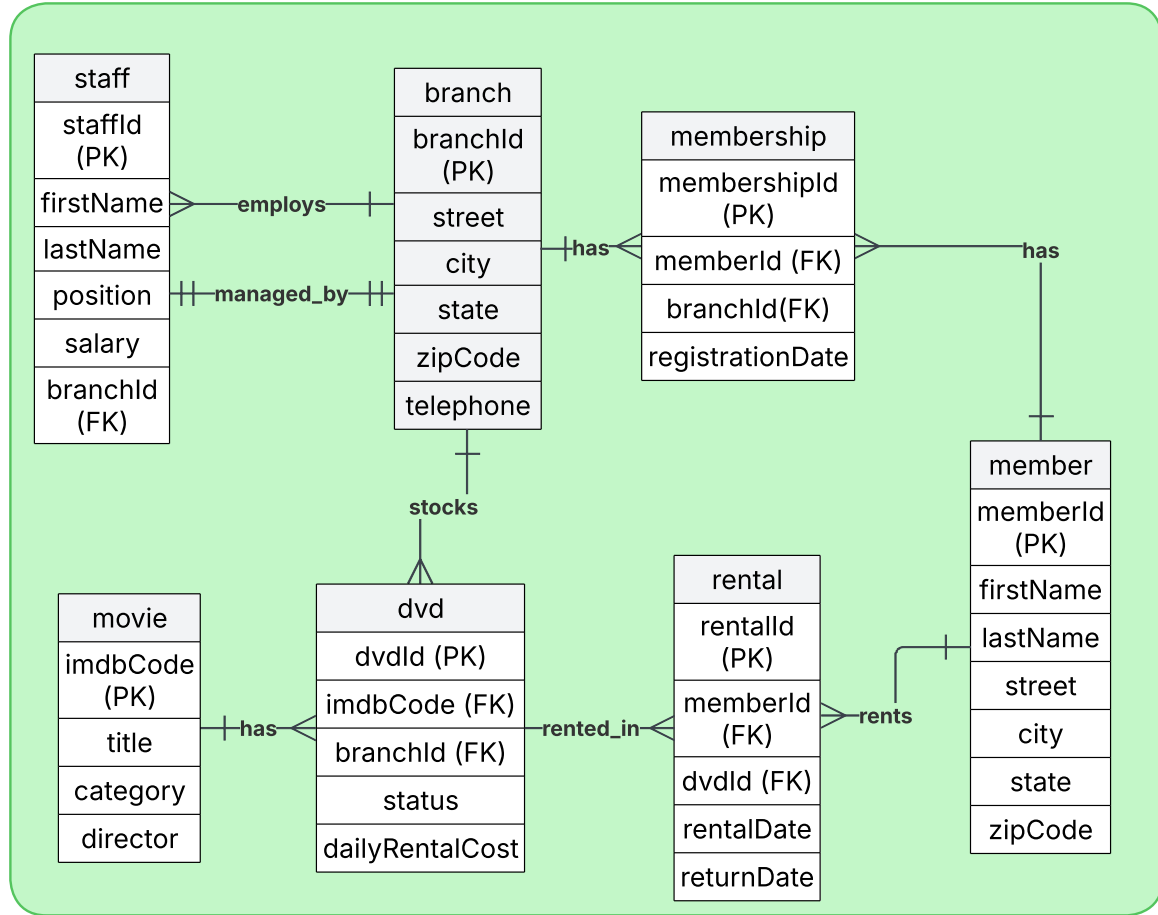 staff
staffId
(PK)
firstName
lastName
position
salary
branchId
(FK)
employs
managed_by
branch
branchId
(PK)
street
city
state
zipCode
telephone
has
membership
membershipId
(PK)
memberId (FK)
branchId(FK)
registrationDate
has
stocks
member
memberId
(PK)
firstName
lastName
street
city
state
zipCode
movie
imdbCode
(PK)
title
category
director
has
dvd
dvdId (PK)
imdbCode (FK)
branchId (FK)
status
dailyRentalCost
rented_in
rental
rentalId
(PK)
memberId
(FK)
dvdId (FK)
rentalDate
returnDate
rents